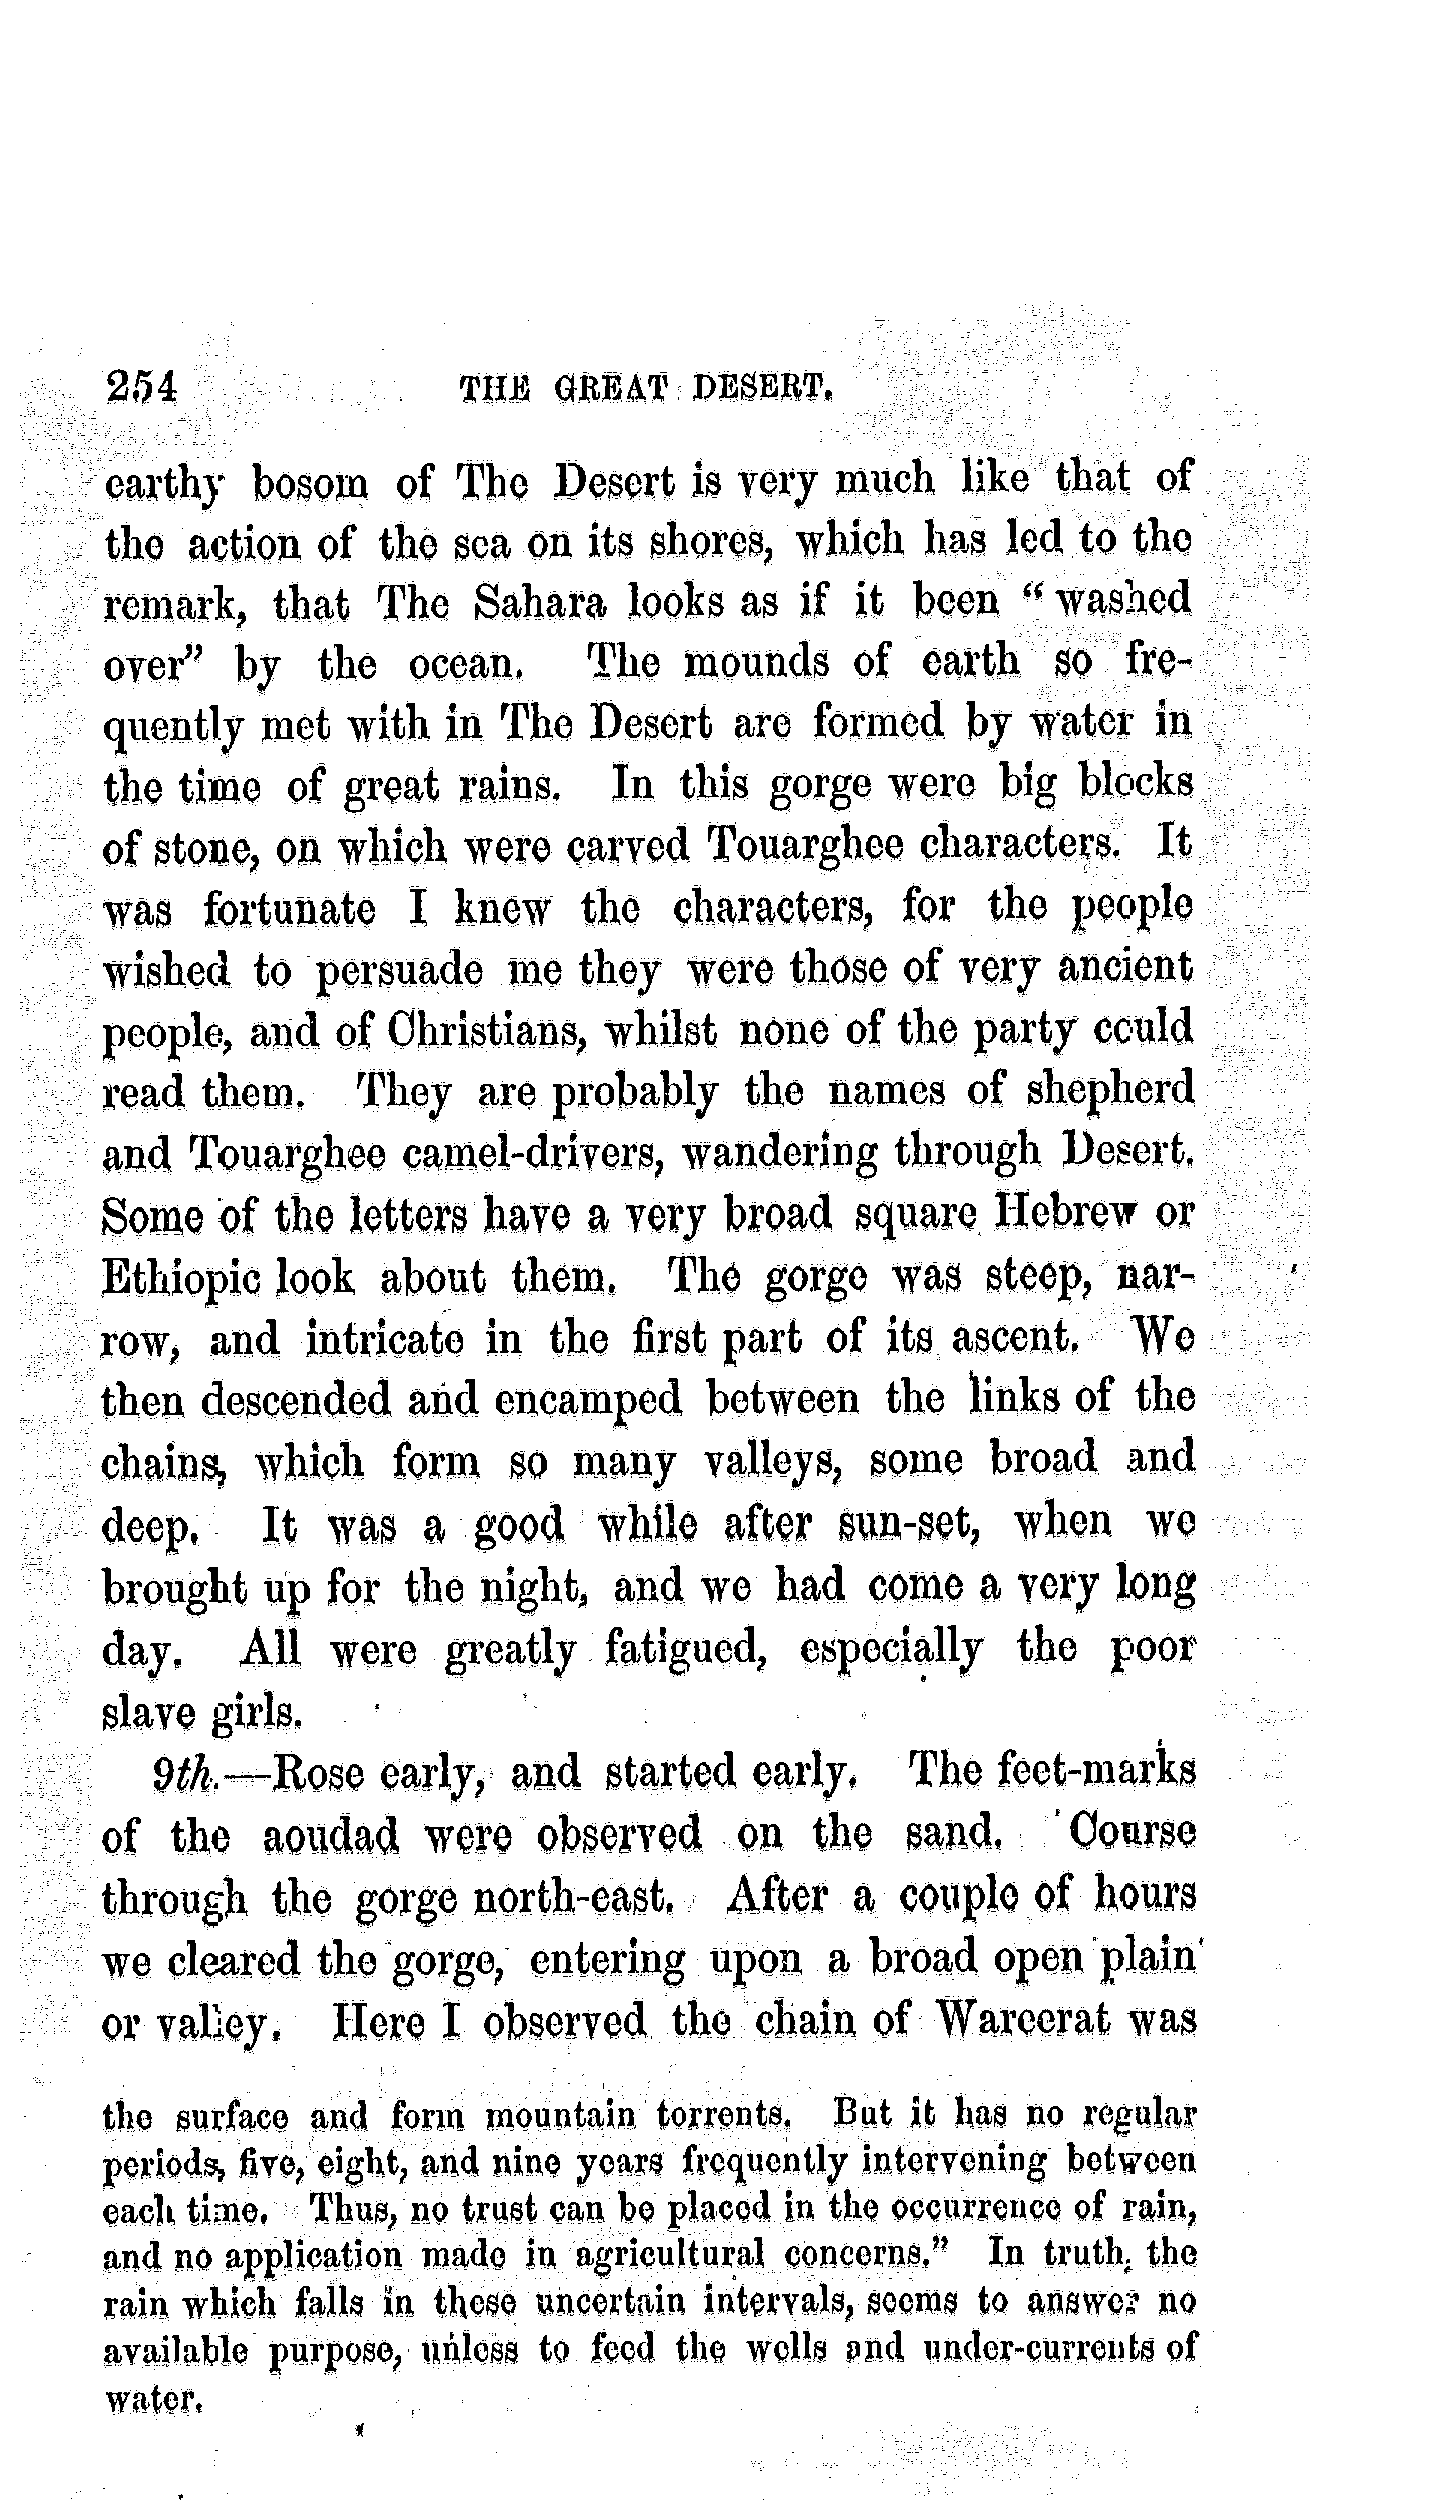 254 THE GREAT DESERT.
earthy bosom of The Desert is very much like that of
the action of the sea on its shores, which has led to the
remark, that The Sahara looks as if it been “washed
over” by the ocean. The mounds of earth so fre-
quently met with in The Desert are formed by water in
the time of great rains. In this gorge were big blocks
of stone, on which were carved Touarghee characters. It
was fortunate I knew the characters, for the people
wished to persuade me they were those of very ancient
people, and of Christians, whilst none of the party could
read them. They are probably the names of shepherd
and Touarghee camel-drivers, wandering through Desert.
Some of the letters have a very broad square Hebrew or
Ethiopic look about them. The gorge was steep, nar-
row, and intricate in the first part of its ascent. We
then descended and encamped between the links of the
chains, which form so many valleys, some broad and
deep. It was a good while after sun-set, when we
brought up for the night, and we had come a very long
day. All were greatly fatigued, especially the poor
slave girls.
9th.—Rose early, and started early. The feet-marks
of the aoudad were observed on the sand. Course
through the gorge north-east. After a couple of hours
we cleared the gorge, entering upon a broad open plain
or valley. Here I observed the chain of Wareerat was
the surface and form mountain torrents. But it has no regular
periods, five, eight, and nine years frequently intervening between
each time. Thus, no trust can be placed in the occurrence of rain,
and no application made in agricultural concerns.” In truth, the
rain which falls in these uncertain intervals, seems to answer no
available purpose, unless to feed the wells and under-currents of
water.